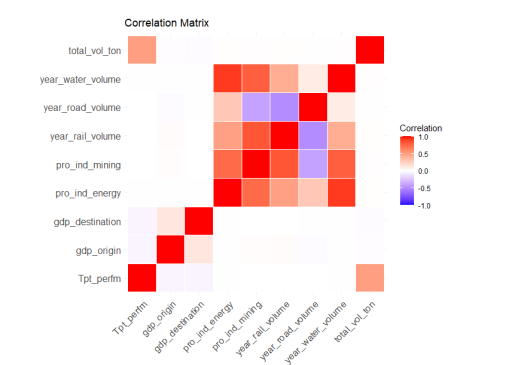 Correlation Matrix
total_vol_ton
year_water_volume
year_road_volume
year_rail_volume
pro_ind_mining
pro_ind_energy
gdp_destination
gdp_origin
Tpt_perfm
Tpt_perfm
gdp_origin
gdp_destination
pro_ind_energy
pro_ind_mining
year_rail_volume
year_road_volume
year_water_volume
total_vol_ton
Correlation
1.0
0.5
0.0
-0.5
-1.0